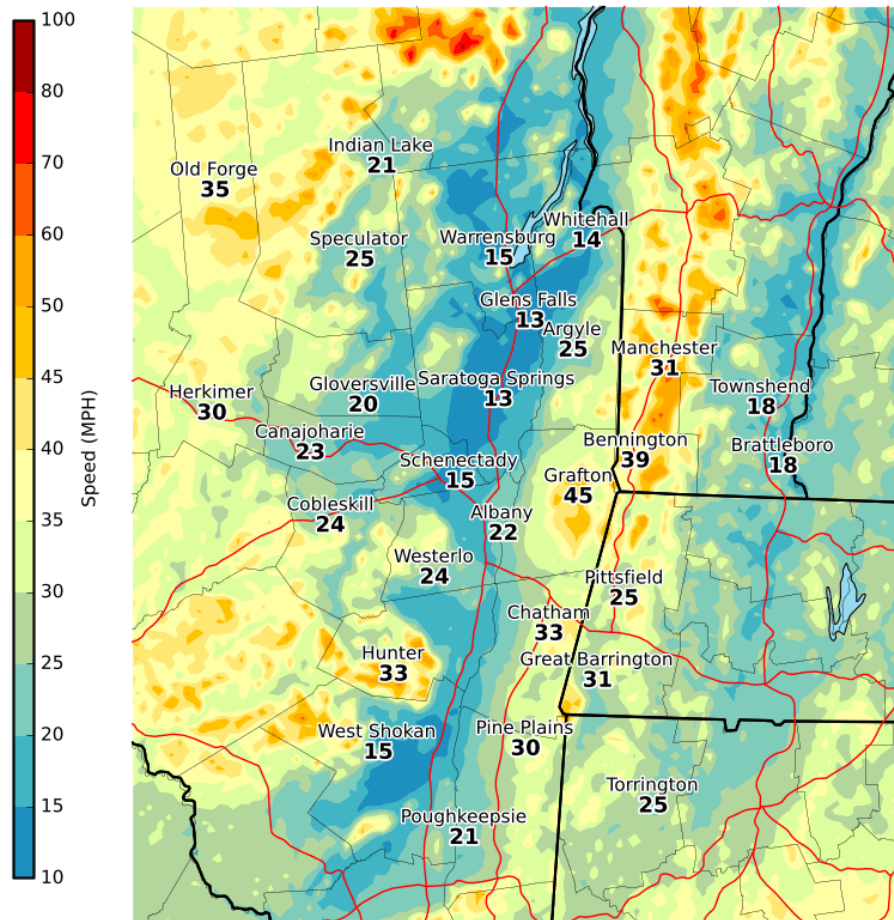 100
80
70
60
50
45
40
35
30
25
20
15
10
Speed (MPH)
Indian Lake
21
Old Forge
35
Whitehall
14
Speculator
25
Warrensburg
15
Glens Falls
13
Argyle
25
Manchester
31
Saratoga Springs
13
Gloversville
20
Townshend
18
Herkimer
30
Canajoharie
23
Bennington
39
Brattleboro
18
Schenectady
15
Grafton
45
Cobleskill
24
Albany
22
Westerlo
24
Pittsfield
25
Chatham
33
Hunter
33
Great Barrington
31
West Shokan
15
Pine Plains
30
Torrington
25
Poughkeepsie
21